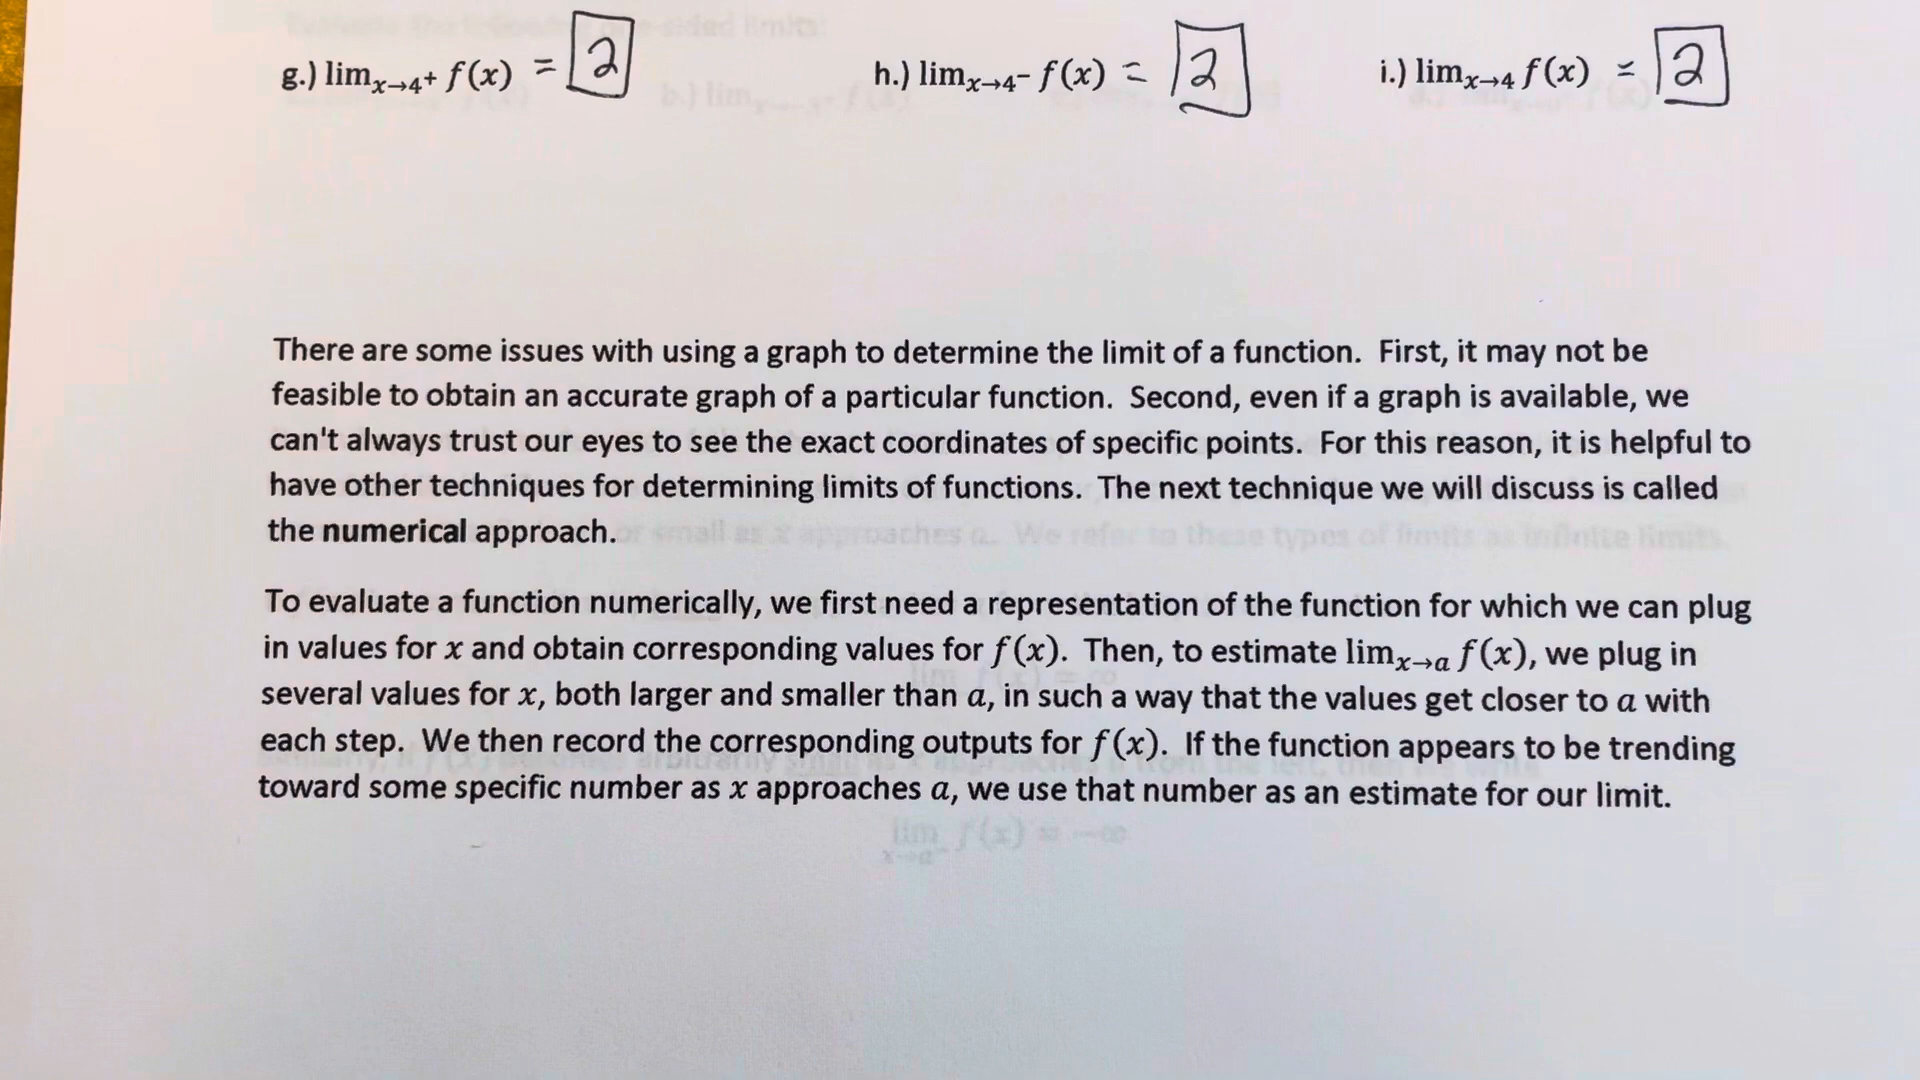 g.) lim x→4+ f(x) = 2 h.) lim x→4− f(x) = 2 i.) lim x→4 f(x) = 2
There are some issues with using a graph to determine the limit of a function. First, it may not be
feasible to obtain an accurate graph of a particular function. Second, even if a graph is available, we
can't always trust our eyes to see the exact coordinates of specific points. For this reason, it is helpful to
have other techniques for determining limits of functions. The next technique we will discuss is called
the numerical approach.
To evaluate a function numerically, we first need a representation of the function for which we can plug
in values for x and obtain corresponding values for f(x). Then, to estimate lim x→a f(x), we plug in
several values for x, both larger and smaller than a, in such a way that the values get closer to a with
each step. We then record the corresponding outputs for f(x). If the function appears to be trending
toward some specific number as x approaches a, we use that number as an estimate for our limit.